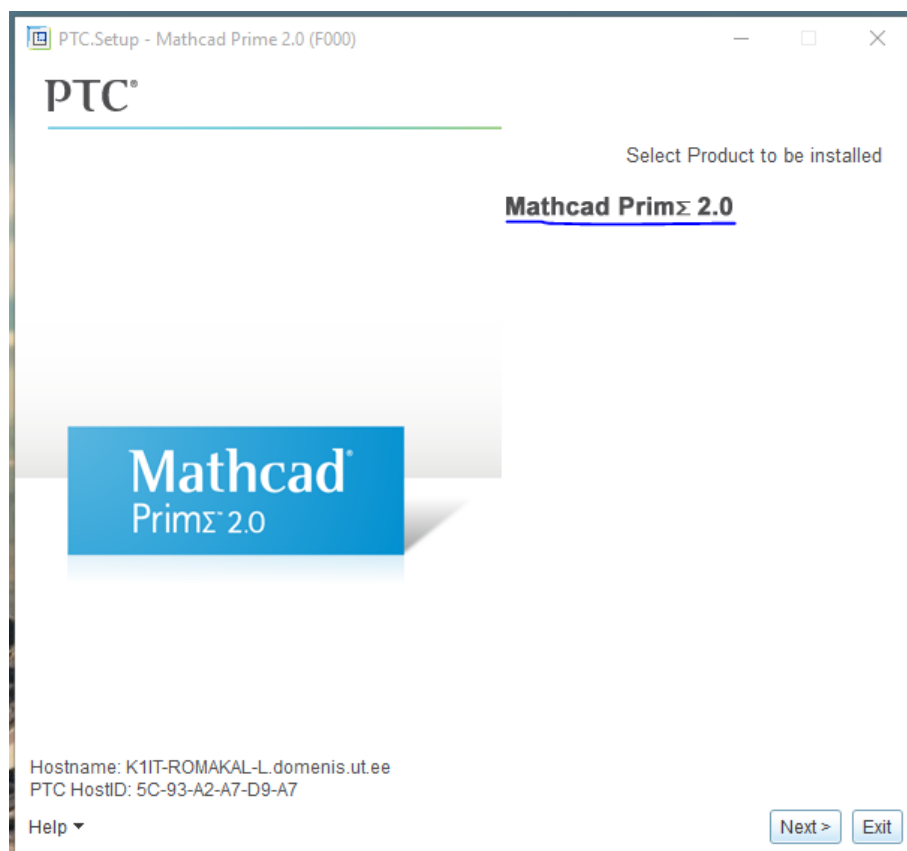 PTC.Setup - Mathcad Prime 2.0 (F000)
PTC®
Select Product to be installed
Mathcad PrimΣ 2.0
Mathcad®
PrimΣ™ 2.0
Hostname: K1IT-ROMAKAL-L.domenis.ut.ee
PTC HostID: 5C-93-A2-A7-D9-A7
Help
Next >
Exit